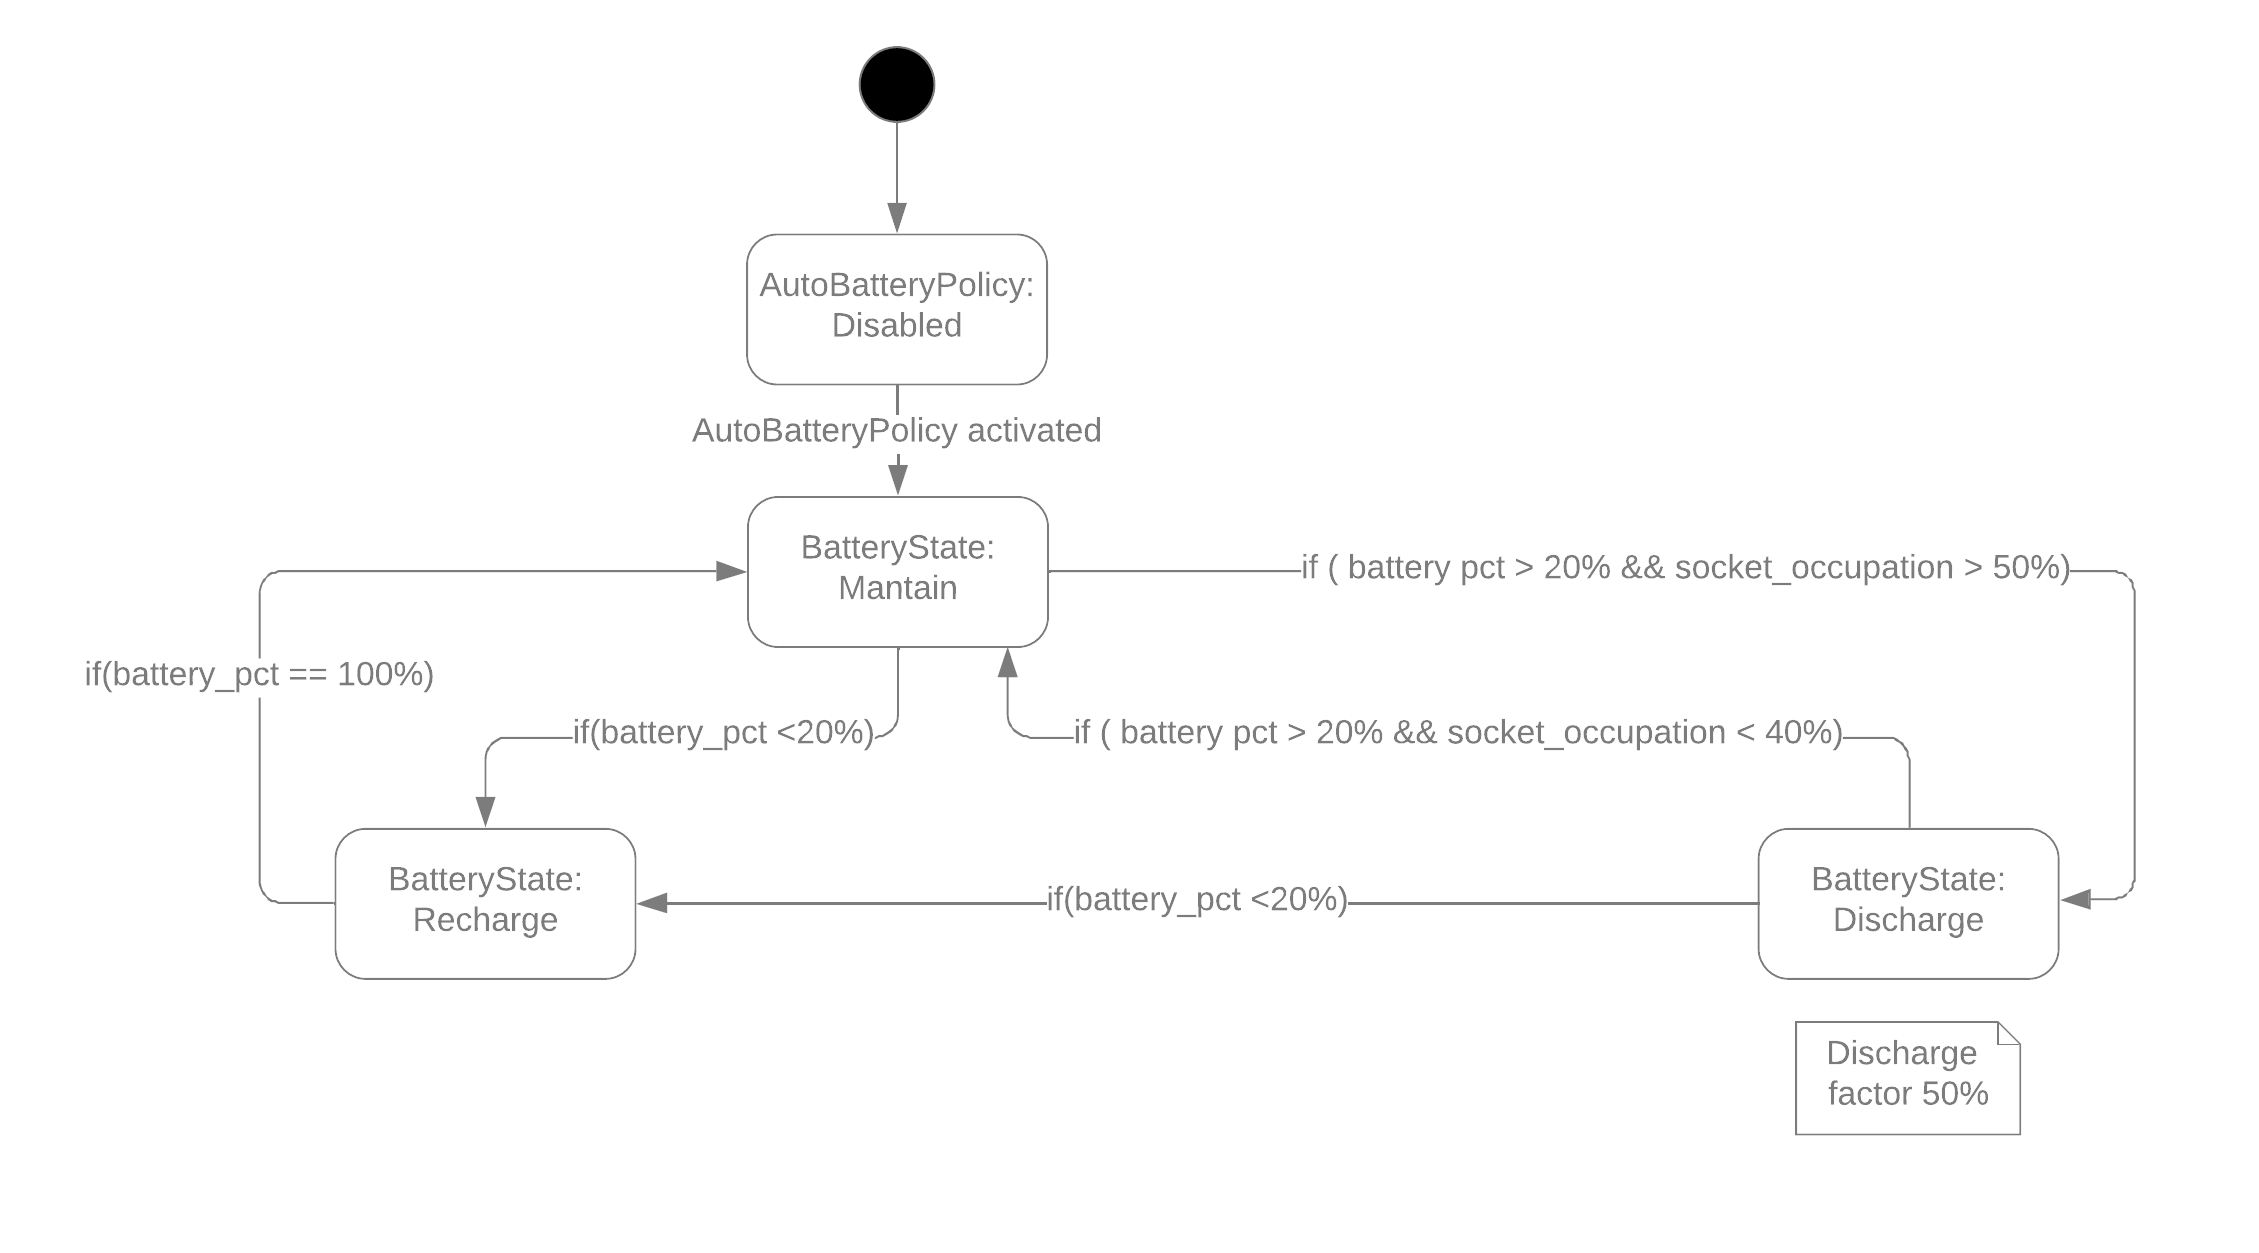 AutoBatteryPolicy:
Disabled
AutoBatteryPolicy activated
BatteryState:
Mantain
if ( battery pct > 20% && socket_occupation > 50%)
if(battery_pct == 100%)
if(battery_pct <20%)
if ( battery pct > 20% && socket_occupation < 40%)
BatteryState:
Recharge
if(battery_pct <20%)
BatteryState:
Discharge
Discharge
factor 50%